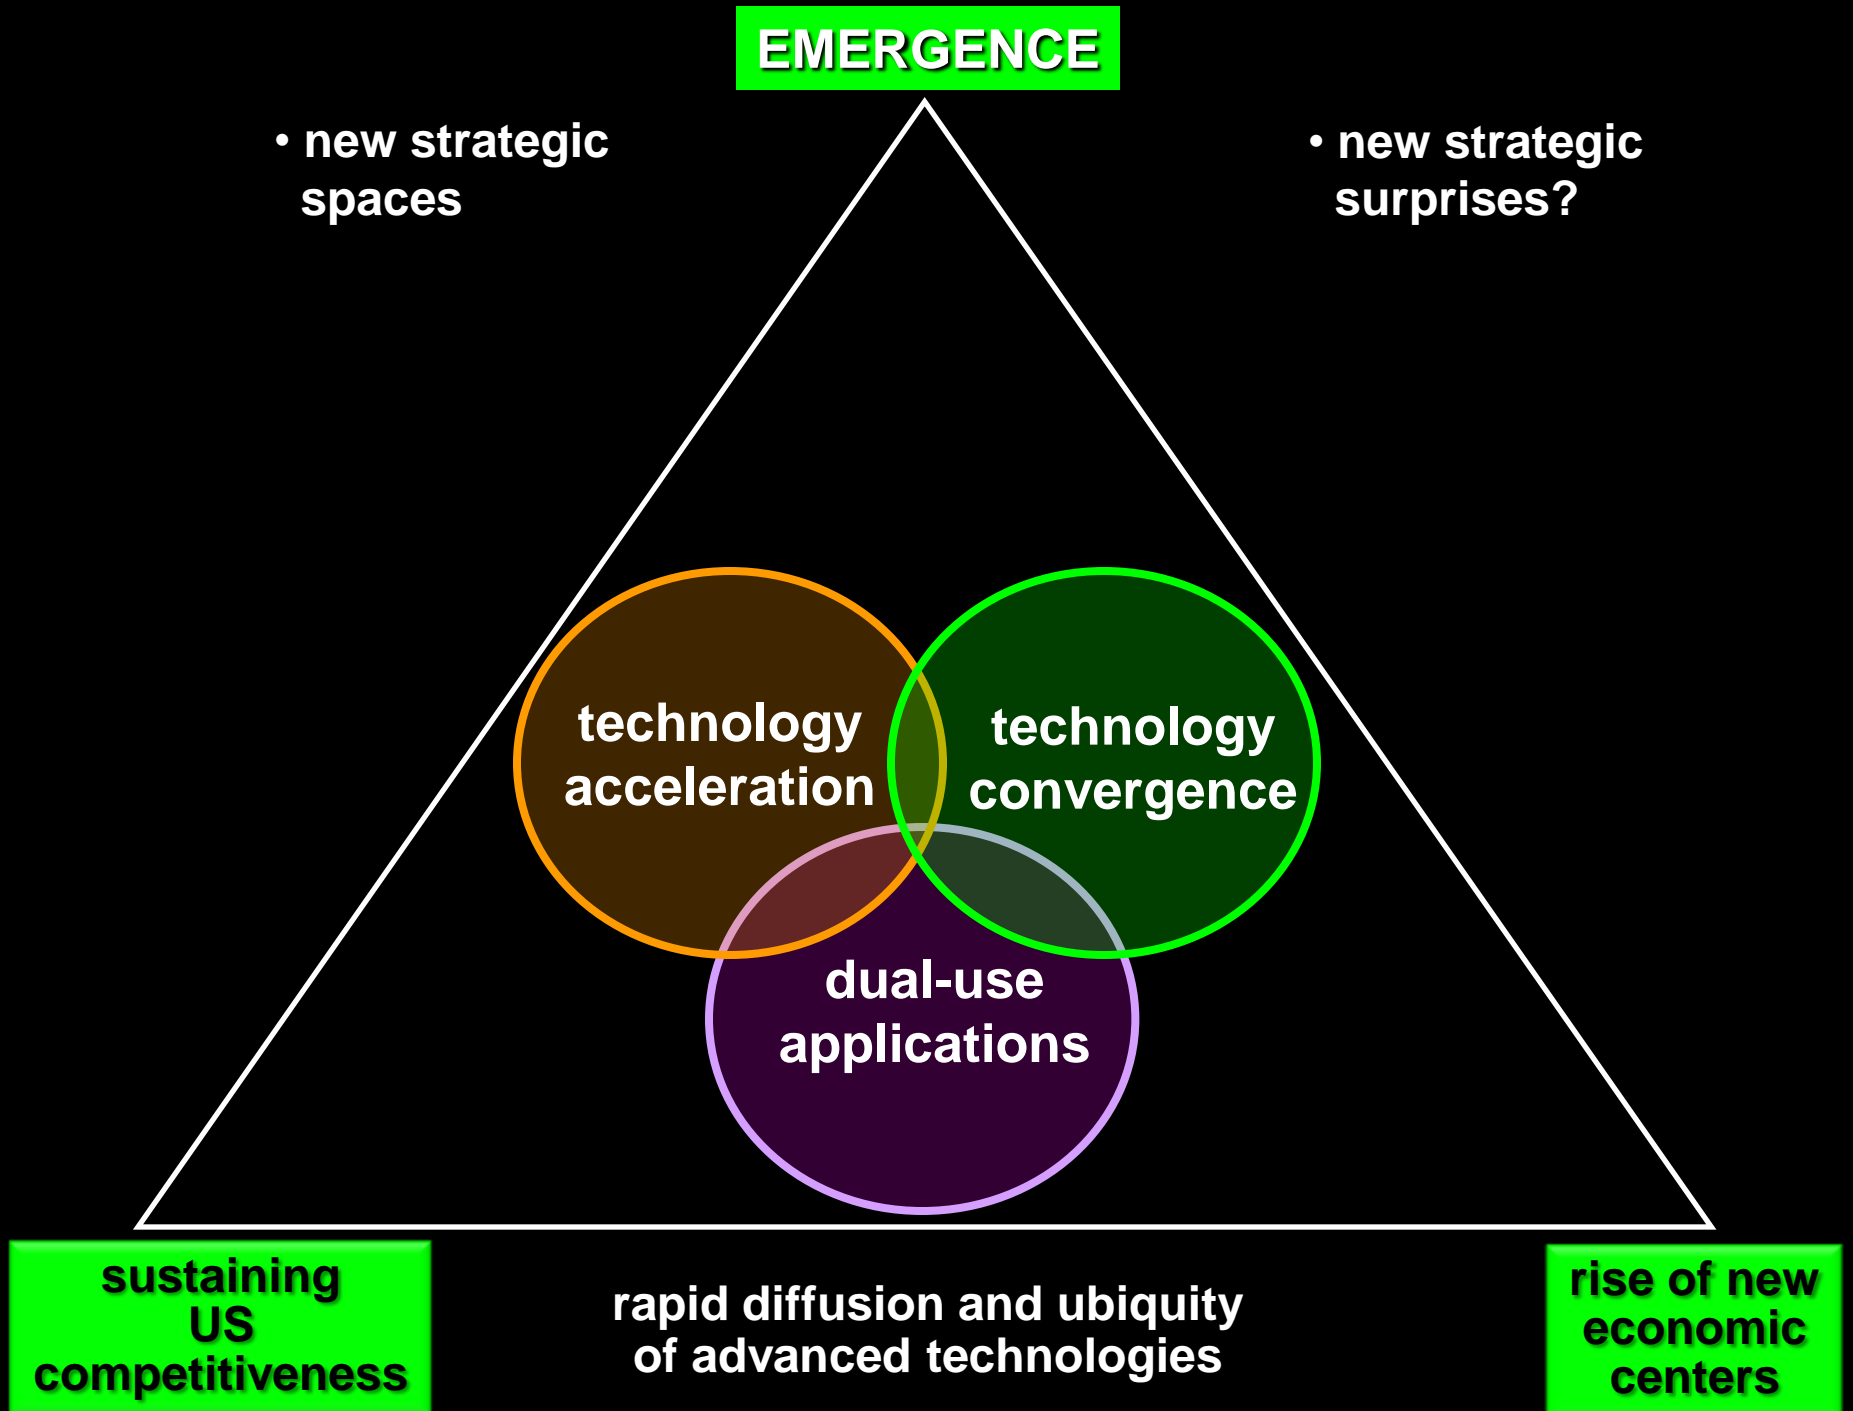 EMERGENCE
• new strategic
spaces
• new strategic
surprises?
technology
acceleration
technology
convergence
dual-use
applications
sustaining
US
competitiveness
rapid diffusion and ubiquity
of advanced technologies
rise of new
economic
centers